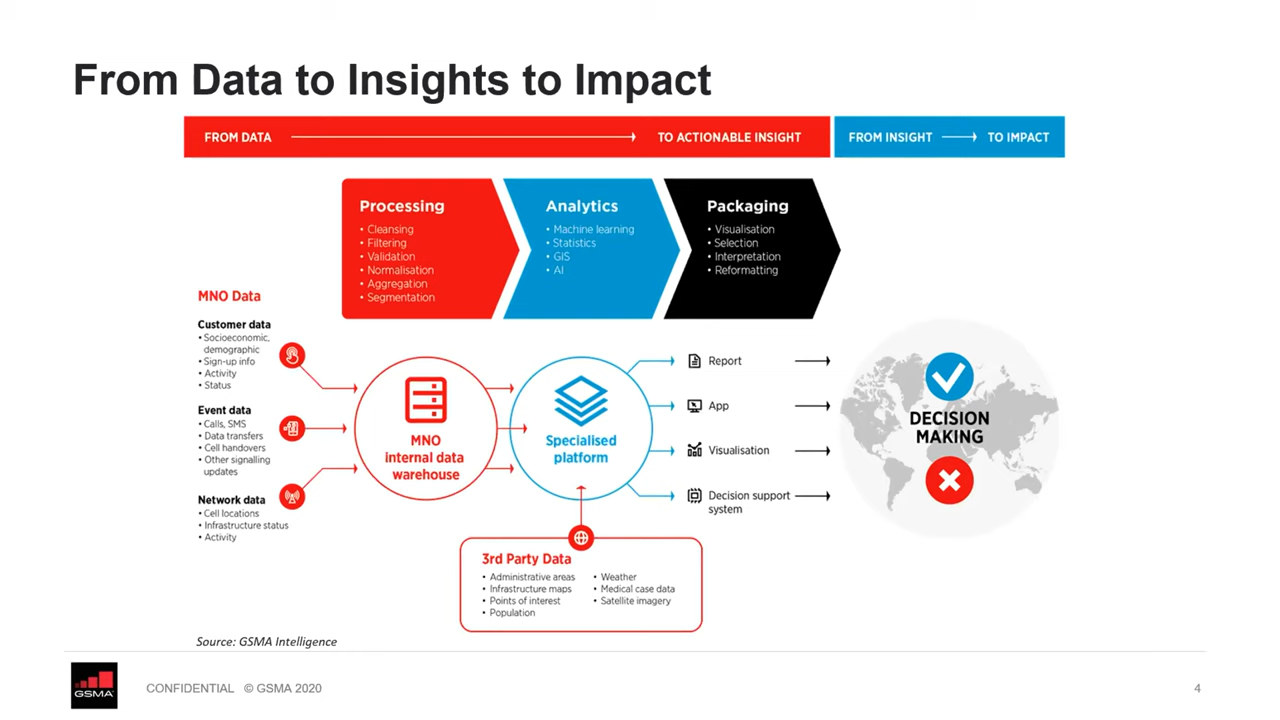 From Data to Insights to Impact
FROM DATA
TO ACTIONABLE INSIGHT
FROM INSIGHT
TO IMPACT
Processing
• Cleansing
• Filtering
• Validation
• Normalisation
• Aggregation
• Segmentation
Analytics
• Machine learning
• Statistics
• GIS
• AI
Packaging
• Visualisation
• Selection
• Interpretation
• Reformatting
MNO Data
Customer data
• Socioeconomic,
demographic
• Sign-up info
• Activity
• Status
Event data
• Calls, SMS
• Data transfers
• Cell handovers
• Other signalling
updates
Network data
• Cell locations
• Infrastructure status
• Activity
MNO
internal data
warehouse
Specialised
platform
Report
App
Visualisation
Decision support
system
DECISION
MAKING
3rd Party Data
• Administrative areas
• Infrastructure maps
• Points of interest
• Population
• Weather
• Medical case data
• Satellite imagery
Source: GSMA Intelligence
GSMA
CONFIDENTIAL © GSMA 2020
4